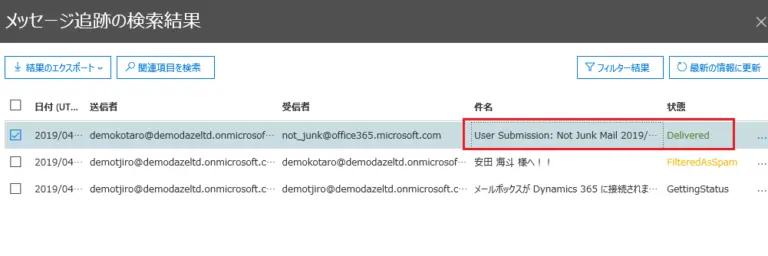 メッセージ追跡の検索結果
結果のエクスポート 関連項目を検索 フィルター結果 最新の情報に更新
日付 (UT… 送信者 受信者 件名 状態
2019/04… demokotaro@demodazeltd.onmicrosof… not_junk@office365.microsoft.com User Submission: Not Junk Mail 2019/… Delivered …
2019/04… demotjiro@demodazeltd.onmicrosoft.c… demokotaro@demodazeltd.onmicrosof… 安田 海斗 様へ！！ FilteredAsSpam …
2019/04… demokotaro@demodazeltd.onmicrosof… demotjiro@demodazeltd.onmicrosoft.c… メールボックスが Dynamics 365 に接続されま… GettingStatus …